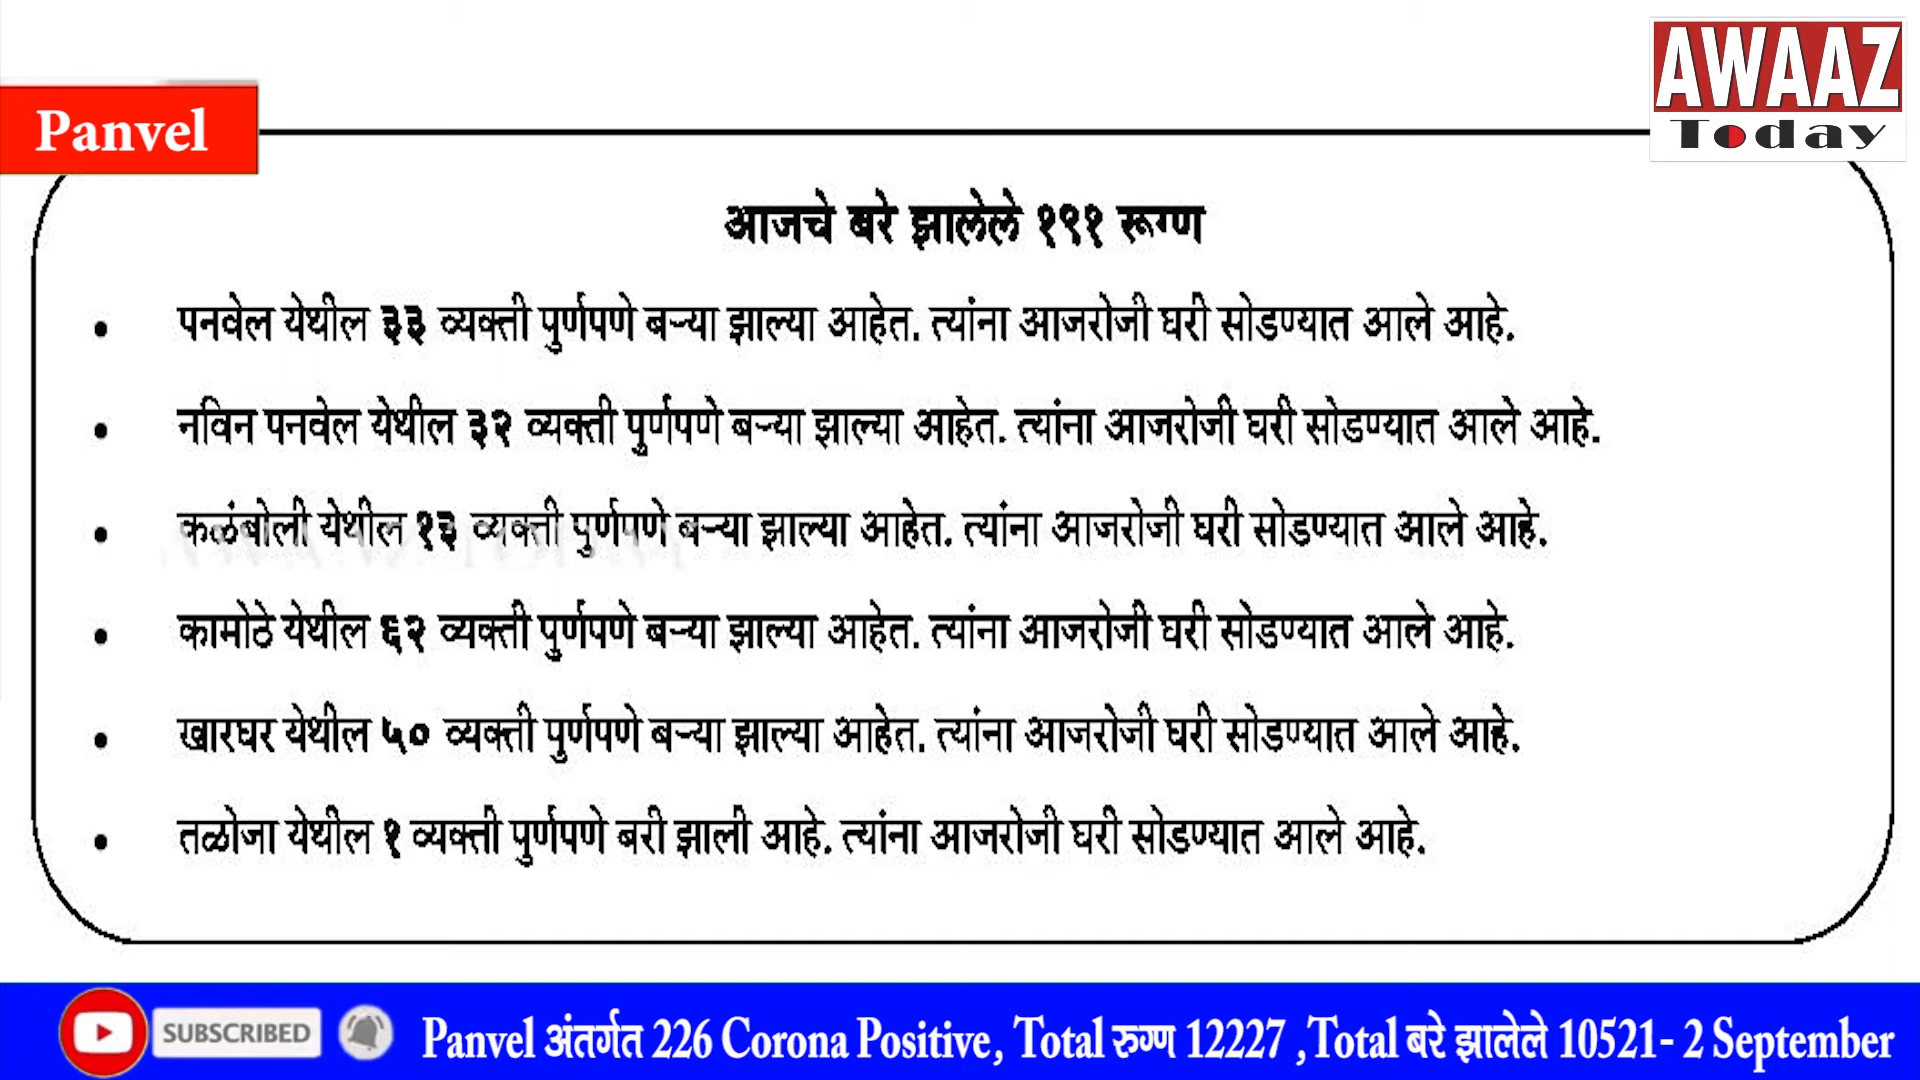 AWAAZ
Today
Panvel
आजचे बरे झालेले १९१ रूग्ण
• पनवेल येथील ३३ व्यक्ती पुर्णपणे बऱ्या झाल्या आहेत. त्यांना आजरोजी घरी सोडण्यात आले आहे.
• नविन पनवेल येथील ३२ व्यक्ती पुर्णपणे बऱ्या झाल्या आहेत. त्यांना आजरोजी घरी सोडण्यात आले आहे.
• कळंबोली येथील १३ व्यक्ती पुर्णपणे बऱ्या झाल्या आहेत. त्यांना आजरोजी घरी सोडण्यात आले आहे.
• कामोठे येथील ६२ व्यक्ती पुर्णपणे बऱ्या झाल्या आहेत. त्यांना आजरोजी घरी सोडण्यात आले आहे.
• खारघर येथील ५० व्यक्ती पुर्णपणे बऱ्या झाल्या आहेत. त्यांना आजरोजी घरी सोडण्यात आले आहे.
• तळोजा येथील १ व्यक्ती पुर्णपणे बरी झाली आहे. त्यांना आजरोजी घरी सोडण्यात आले आहे.
SUBSCRIBED
Panvel अंतर्गत 226 Corona Positive, Total रुग्ण 12227 ,Total बरे झालेले 10521- 2 September